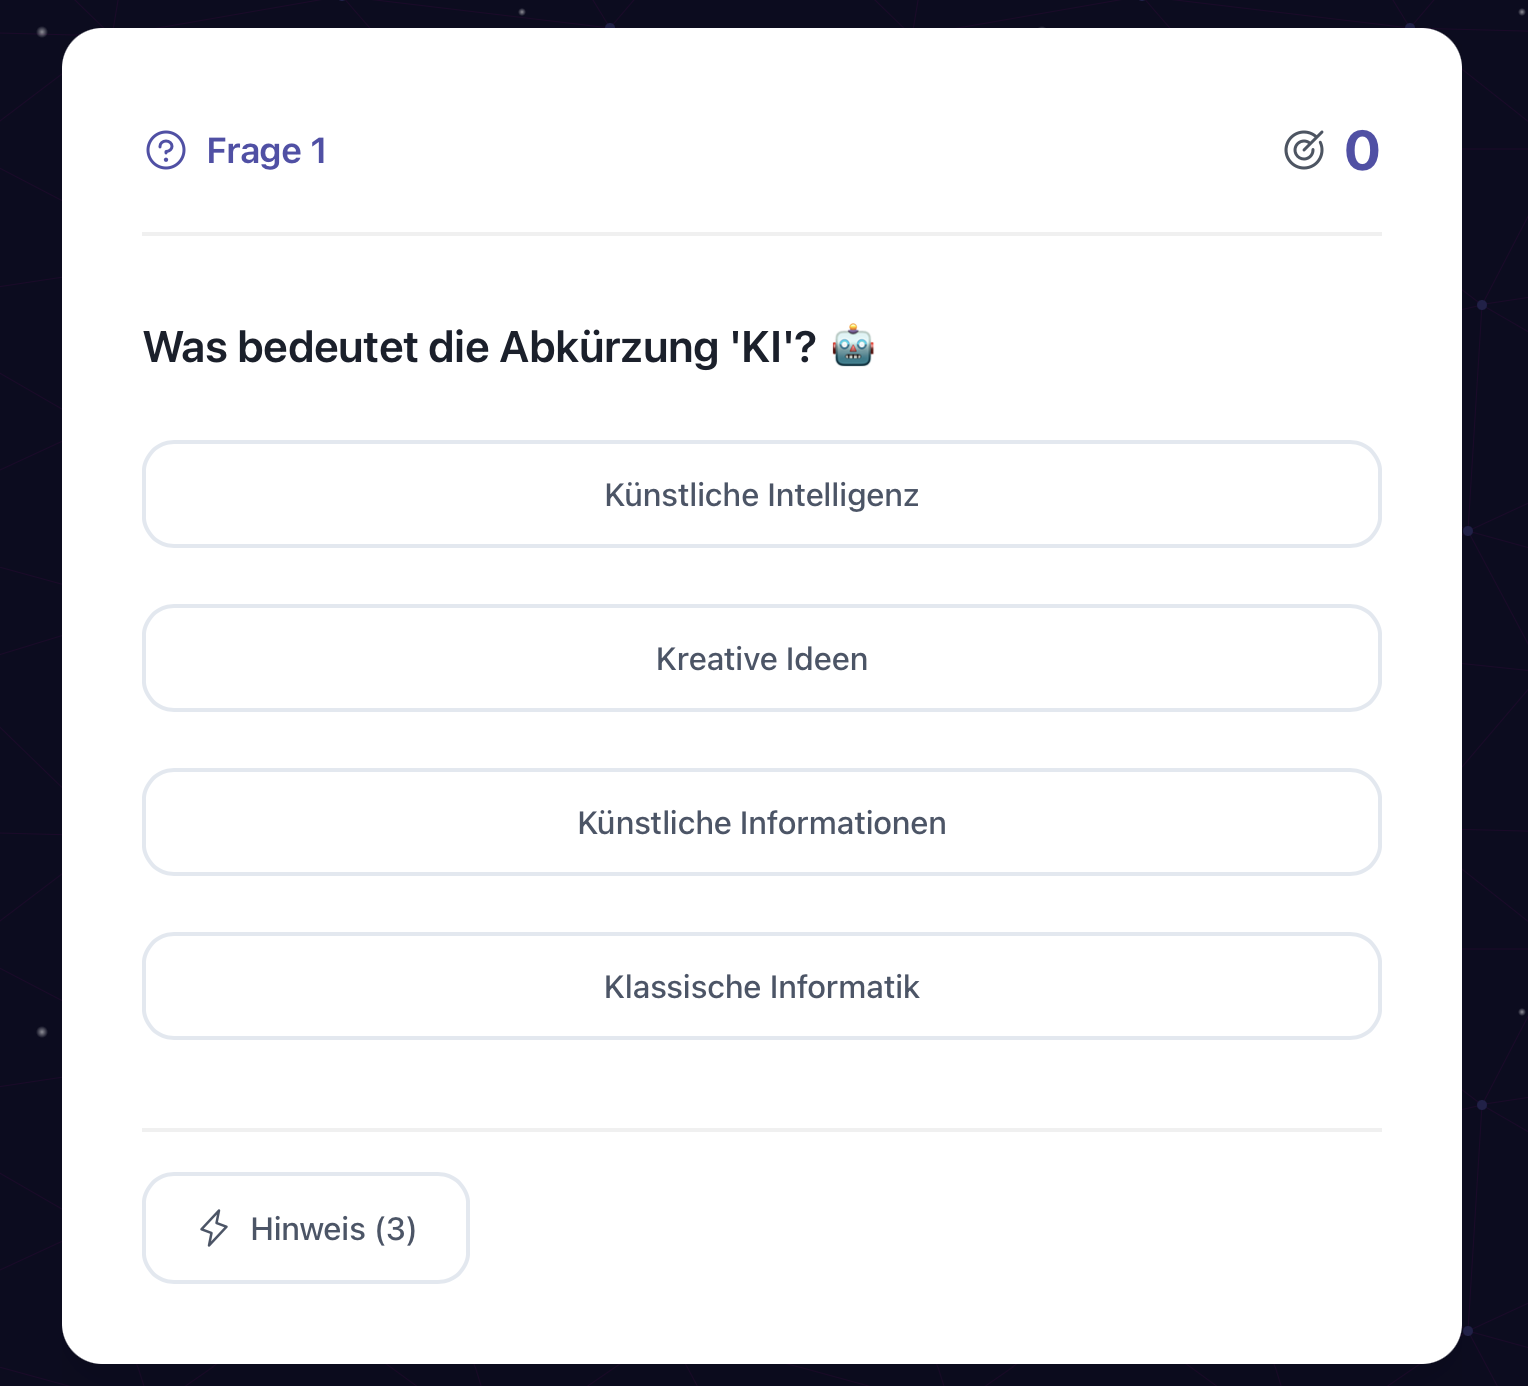 Frage 1
0
Was bedeutet die Abkürzung 'KI'? 🤖
Künstliche Intelligenz
Kreative Ideen
Künstliche Informationen
Klassische Informatik
Hinweis (3)